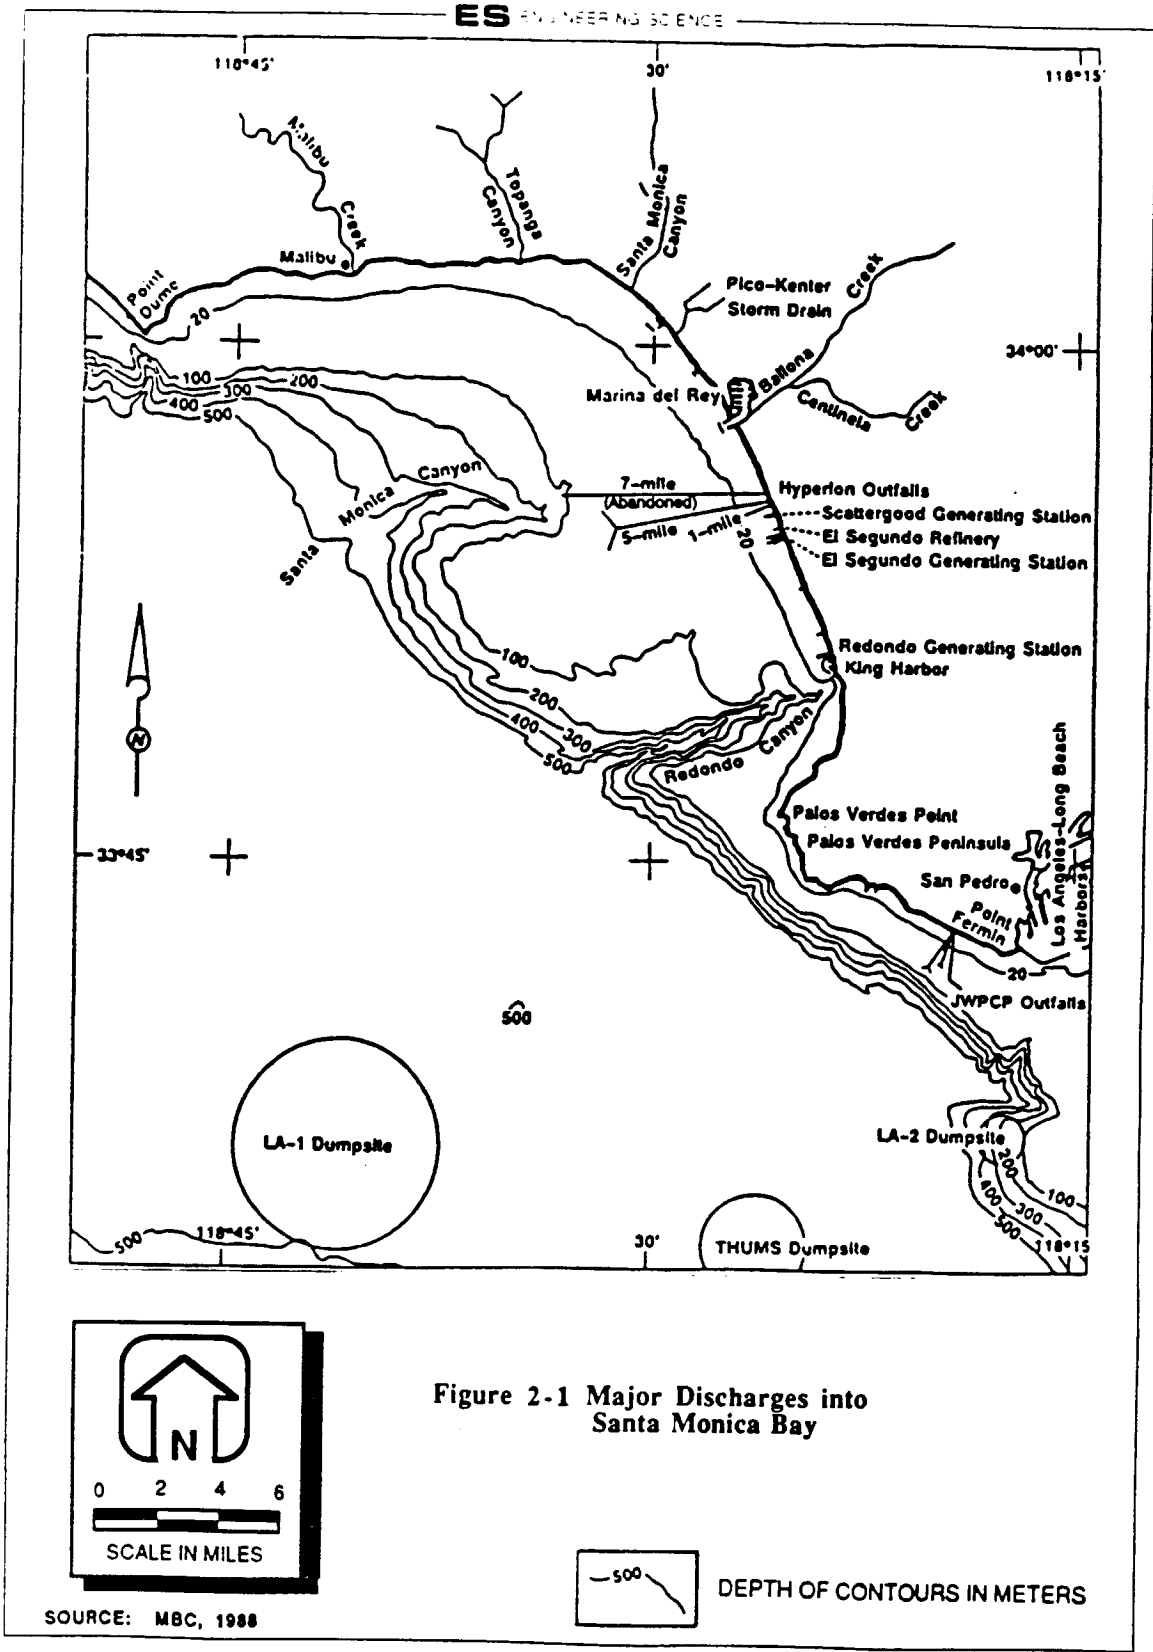 ES ENGINEERING SCIENCE
118°45'
30'
118°15'
Malibu Creek
Topanga Canyon
Santa Monica Canyon
Malibu
Point Dume
Pico-Kenter
Storm Drain
Ballona Creek
Centinela Creek
34°00'
Marina del Rey
20
100
200
300
400
500
Santa Monica Canyon
7-mile
(Abandoned)
5-mile
1-mile
20
Hyperion Outfalls
Scattergood Generating Station
El Segundo Refinery
El Segundo Generating Station
Redondo Generating Station
King Harbor
100
200
300
400
500
Redondo Canyon
N
Palos Verdes Point
Palos Verdes Peninsula
33°45'
San Pedro
Point Fermin
Los Angeles-Long Beach
Harbors
20
JWPCP Outfalls
500
LA-1 Dumpsite
LA-2 Dumpsite
200
100
400
300
500
500
118°45'
30'
THUMS Dumpsite
118°15
N
0 2 4 6
SCALE IN MILES
Figure 2-1 Major Discharges into
Santa Monica Bay
500
DEPTH OF CONTOURS IN METERS
SOURCE: MBC, 1988